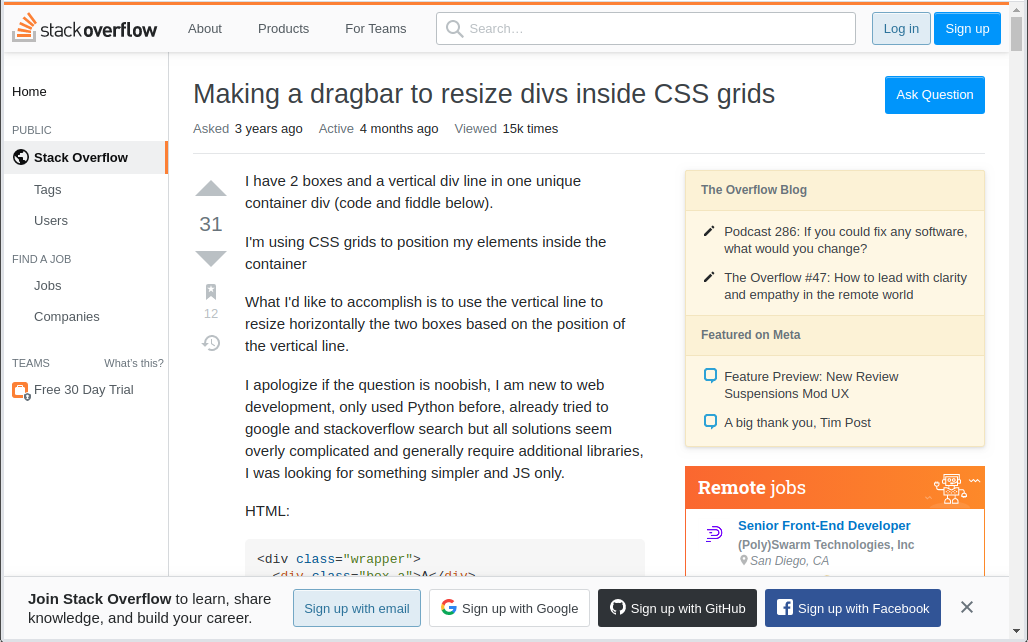 stack overflow
About
Products
For Teams
Search…
Log in
Sign up
Home
PUBLIC
Stack Overflow
Tags
Users
FIND A JOB
Jobs
Companies
TEAMS
What's this?
Free 30 Day Trial
Making a dragbar to resize divs inside CSS grids
Ask Question
Asked 3 years ago Active 4 months ago Viewed 15k times
31
12
I have 2 boxes and a vertical div line in one unique
container div (code and fiddle below).
I'm using CSS grids to position my elements inside the
container
What I'd like to accomplish is to use the vertical line to
resize horizontally the two boxes based on the position of
the vertical line.
I apologize if the question is noobish, I am new to web
development, only used Python before, already tried to
google and stackoverflow search but all solutions seem
overly complicated and generally require additional libraries,
I was looking for something simpler and JS only.
HTML:
<div class="wrapper">
<div class="box a">A</div>
The Overflow Blog
Podcast 286: If you could fix any software,
what would you change?
The Overflow #47: How to lead with clarity
and empathy in the remote world
Featured on Meta
Feature Preview: New Review
Suspensions Mod UX
A big thank you, Tim Post
Remote jobs
Senior Front-End Developer
(Poly)Swarm Technologies, Inc
San Diego, CA
Join Stack Overflow to learn, share
knowledge, and build your career.
Sign up with email
Sign up with Google
Sign up with GitHub
Sign up with Facebook